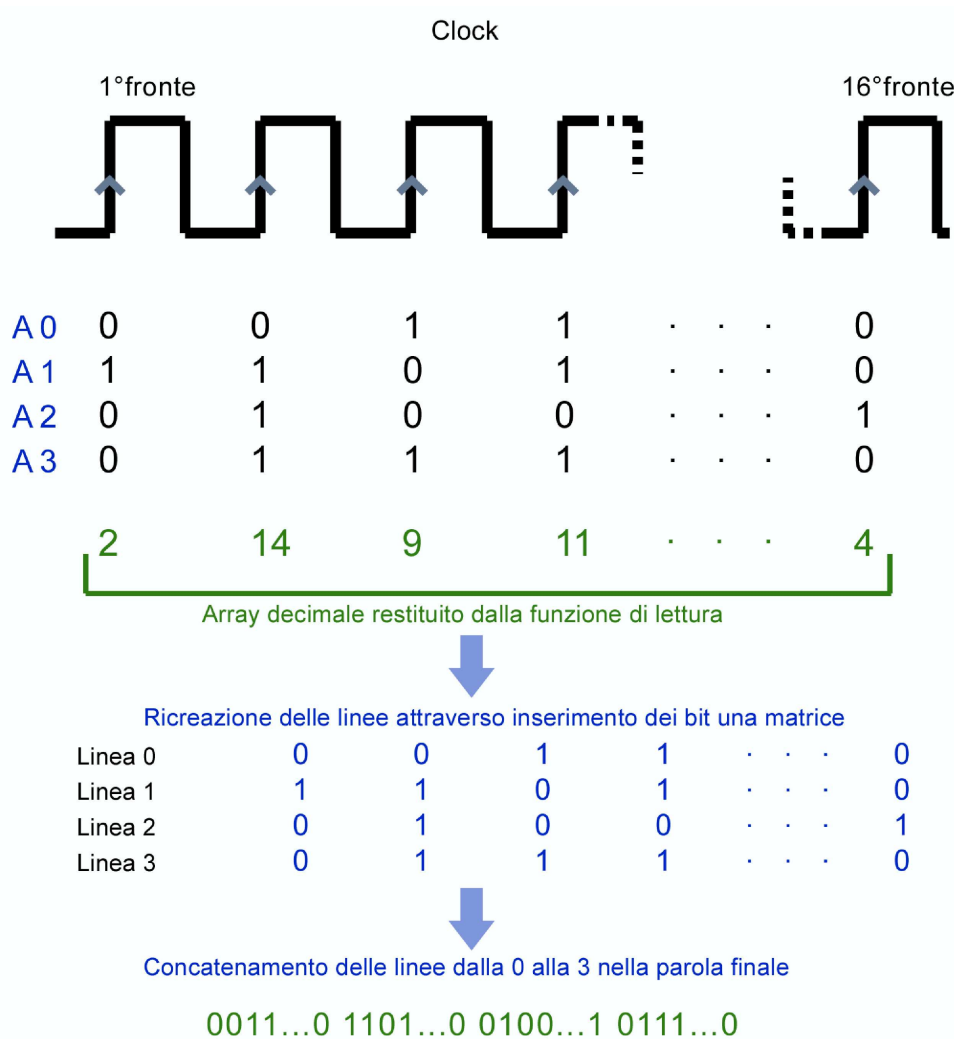 Clock
1°fronte 16°fronte
A 0 0 0 1 1 . . . 0
A 1 1 1 0 1 . . . 0
A 2 0 1 0 0 . . . 1
A 3 0 1 1 1 . . . 0
2 14 9 11 . . . 4
Array decimale restituito dalla funzione di lettura
Ricreazione delle linee attraverso inserimento dei bit una matrice
Linea 0 0 0 1 1 . . . 0
Linea 1 1 1 0 1 . . . 0
Linea 2 0 1 0 0 . . . 1
Linea 3 0 1 1 1 . . . 0
Concatenamento delle linee dalla 0 alla 3 nella parola finale
0011...0 1101...0 0100...1 0111...0